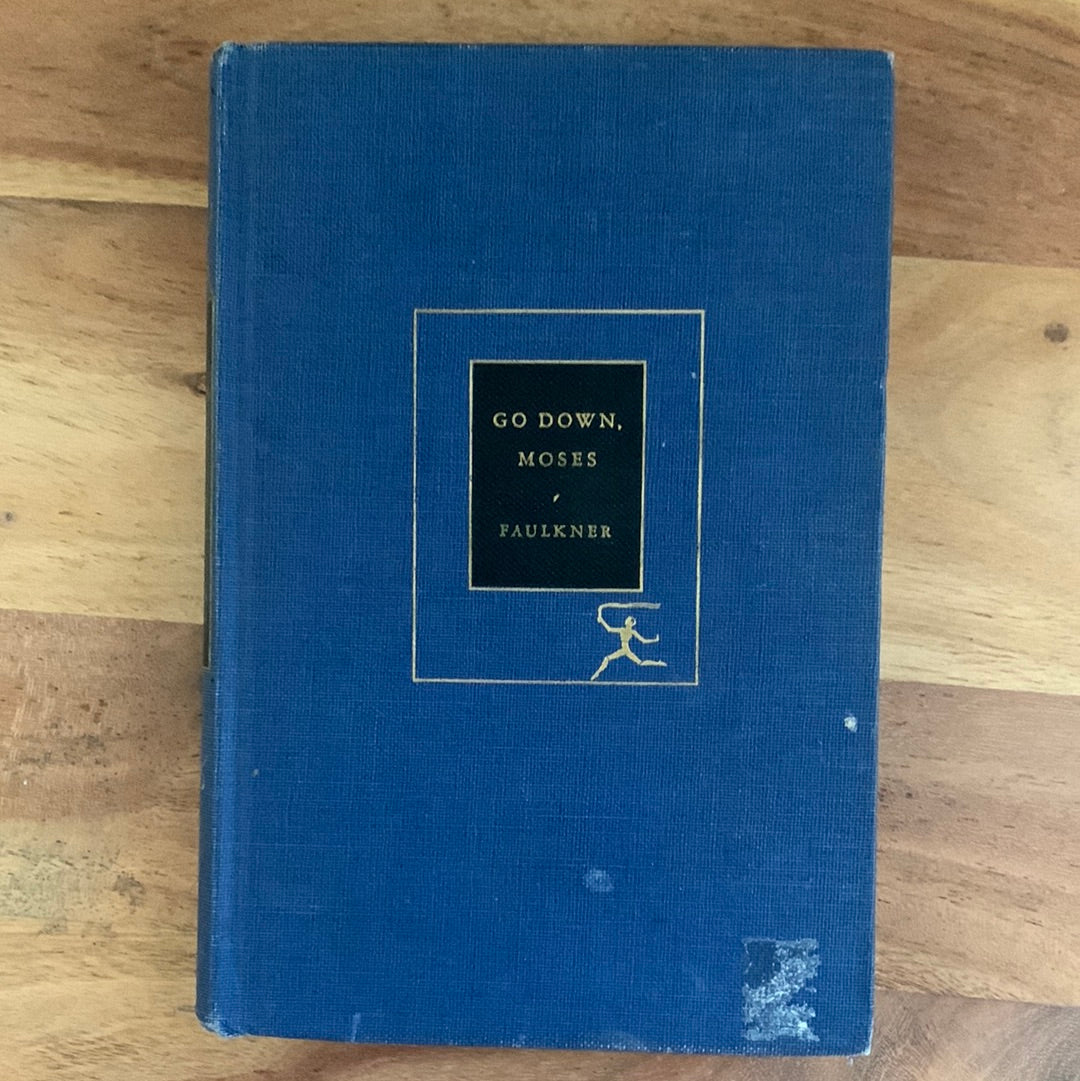 GO DOWN,
MOSES
FAULKNER